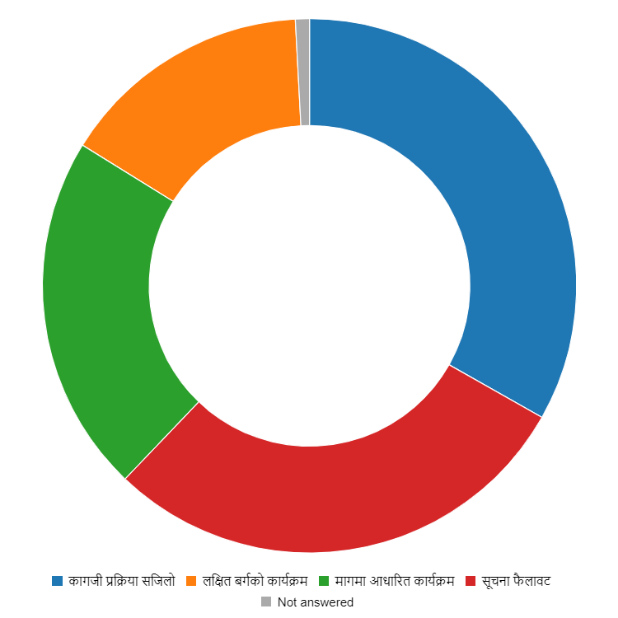 कागजी प्रक्रिया सजिलो लक्षित बर्गको कार्यक्रम मागमा आधारित कार्यक्रम सूचना फैलावट
Not answered